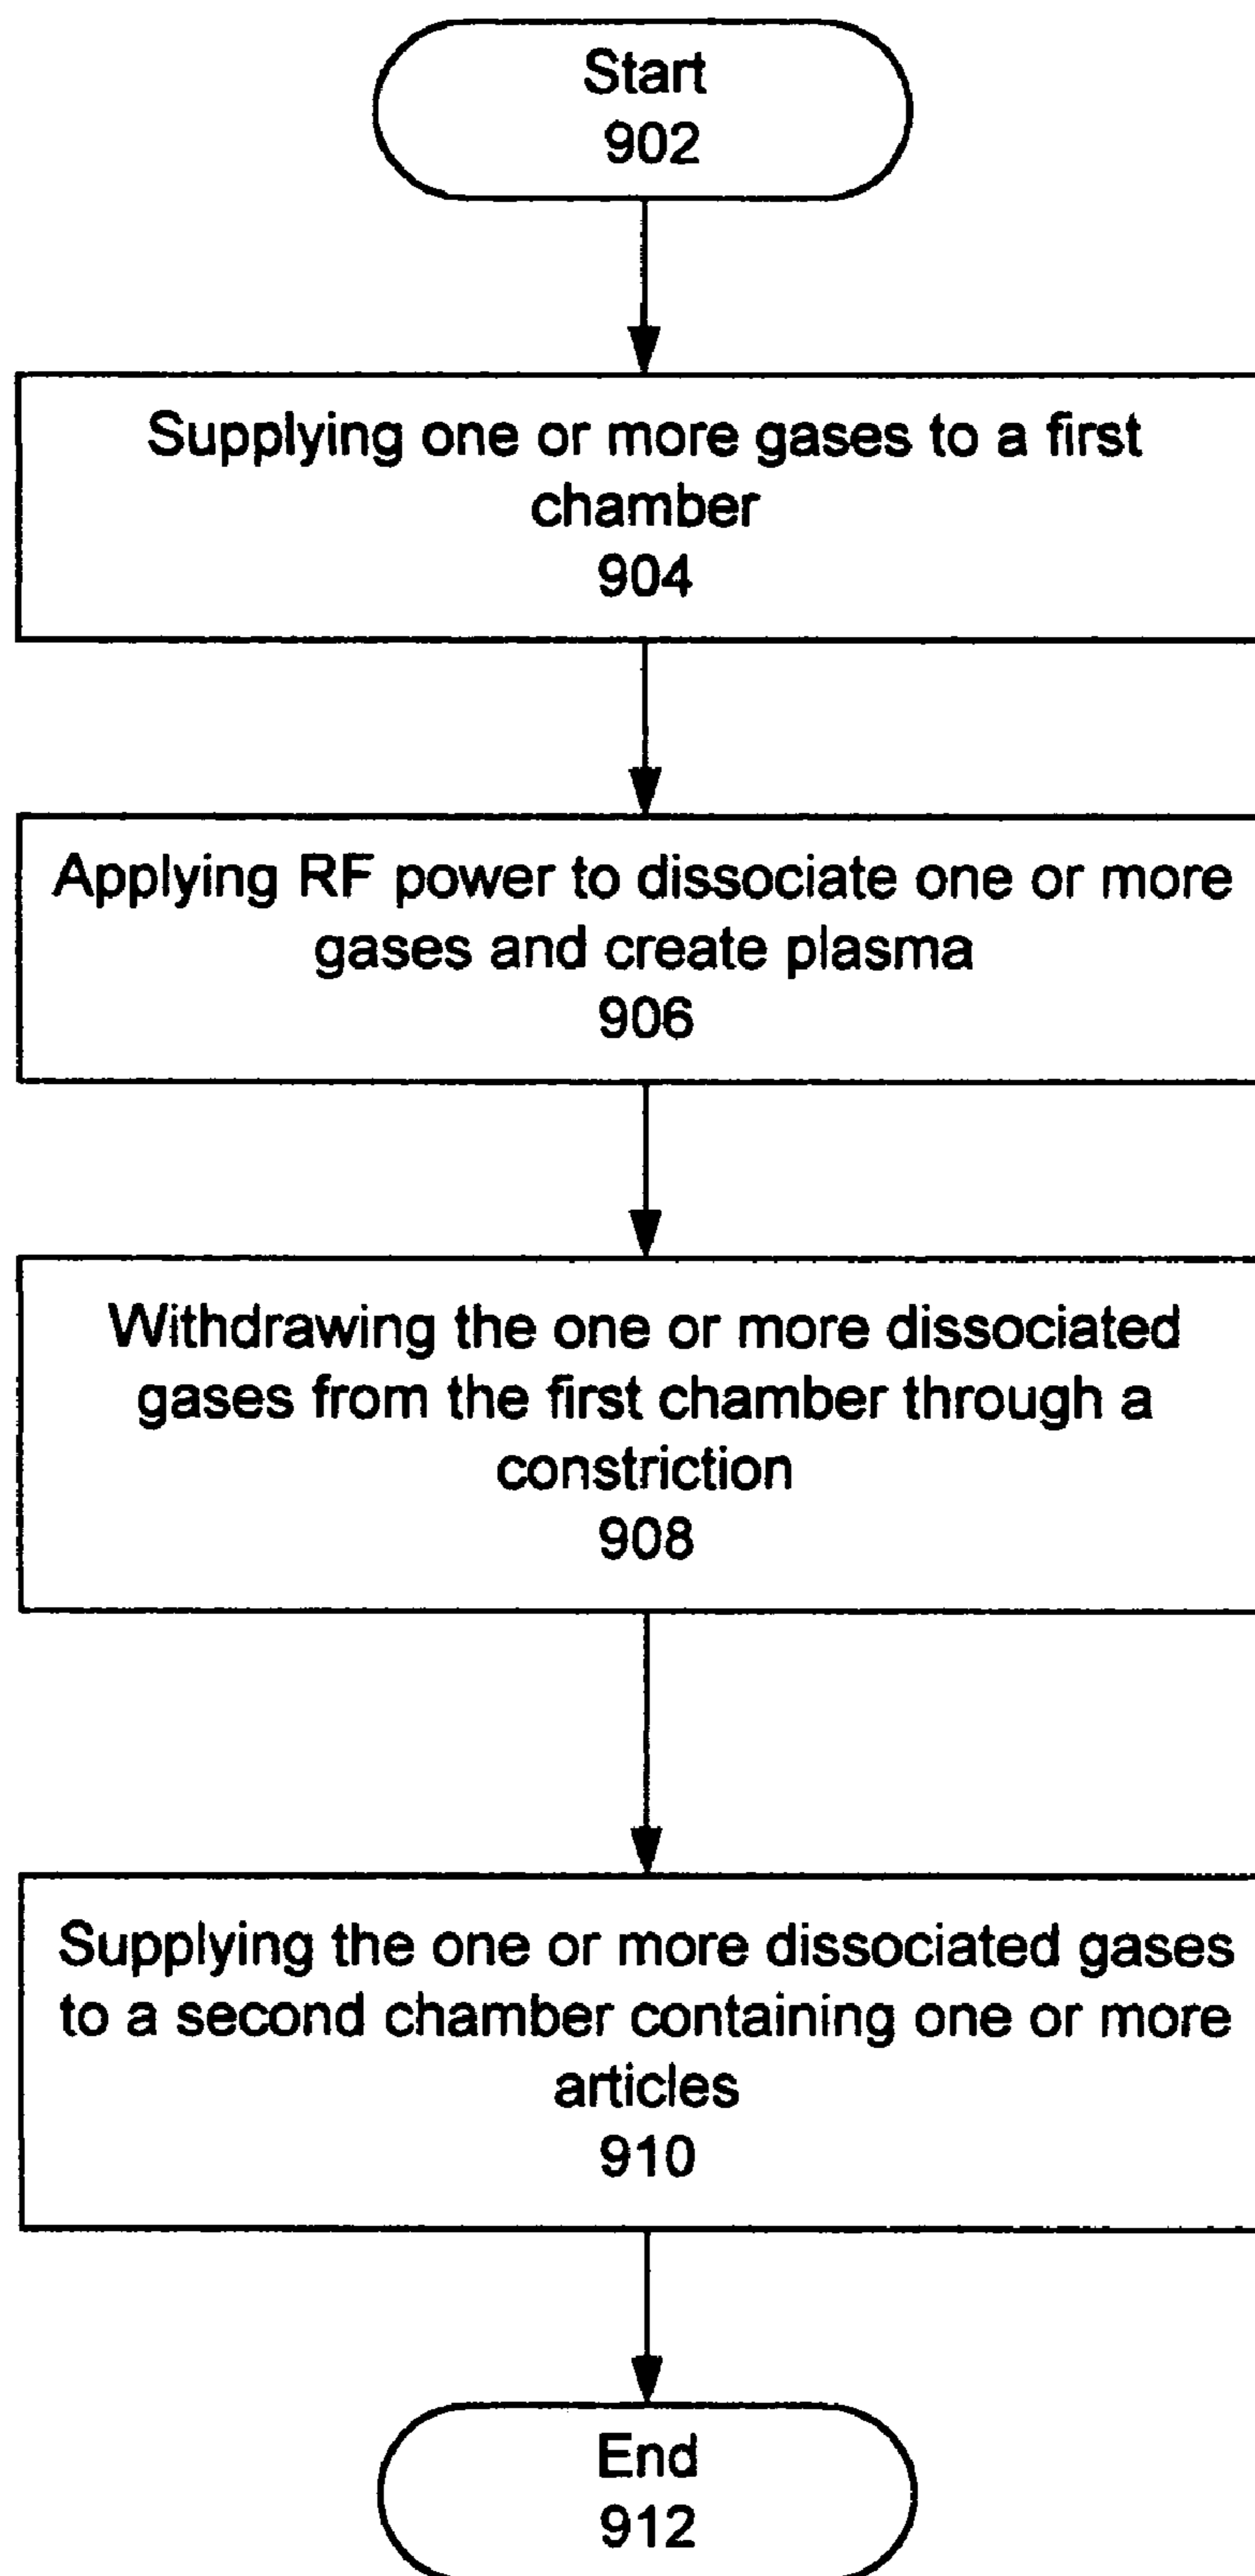 Start
902
Supplying one or more gases to a first
chamber
904
Applying RF power to dissociate one or more
gases and create plasma
906
Withdrawing the one or more dissociated
gases from the first chamber through a
constriction
908
Supplying the one or more dissociated gases
to a second chamber containing one or more
articles
910
End
912